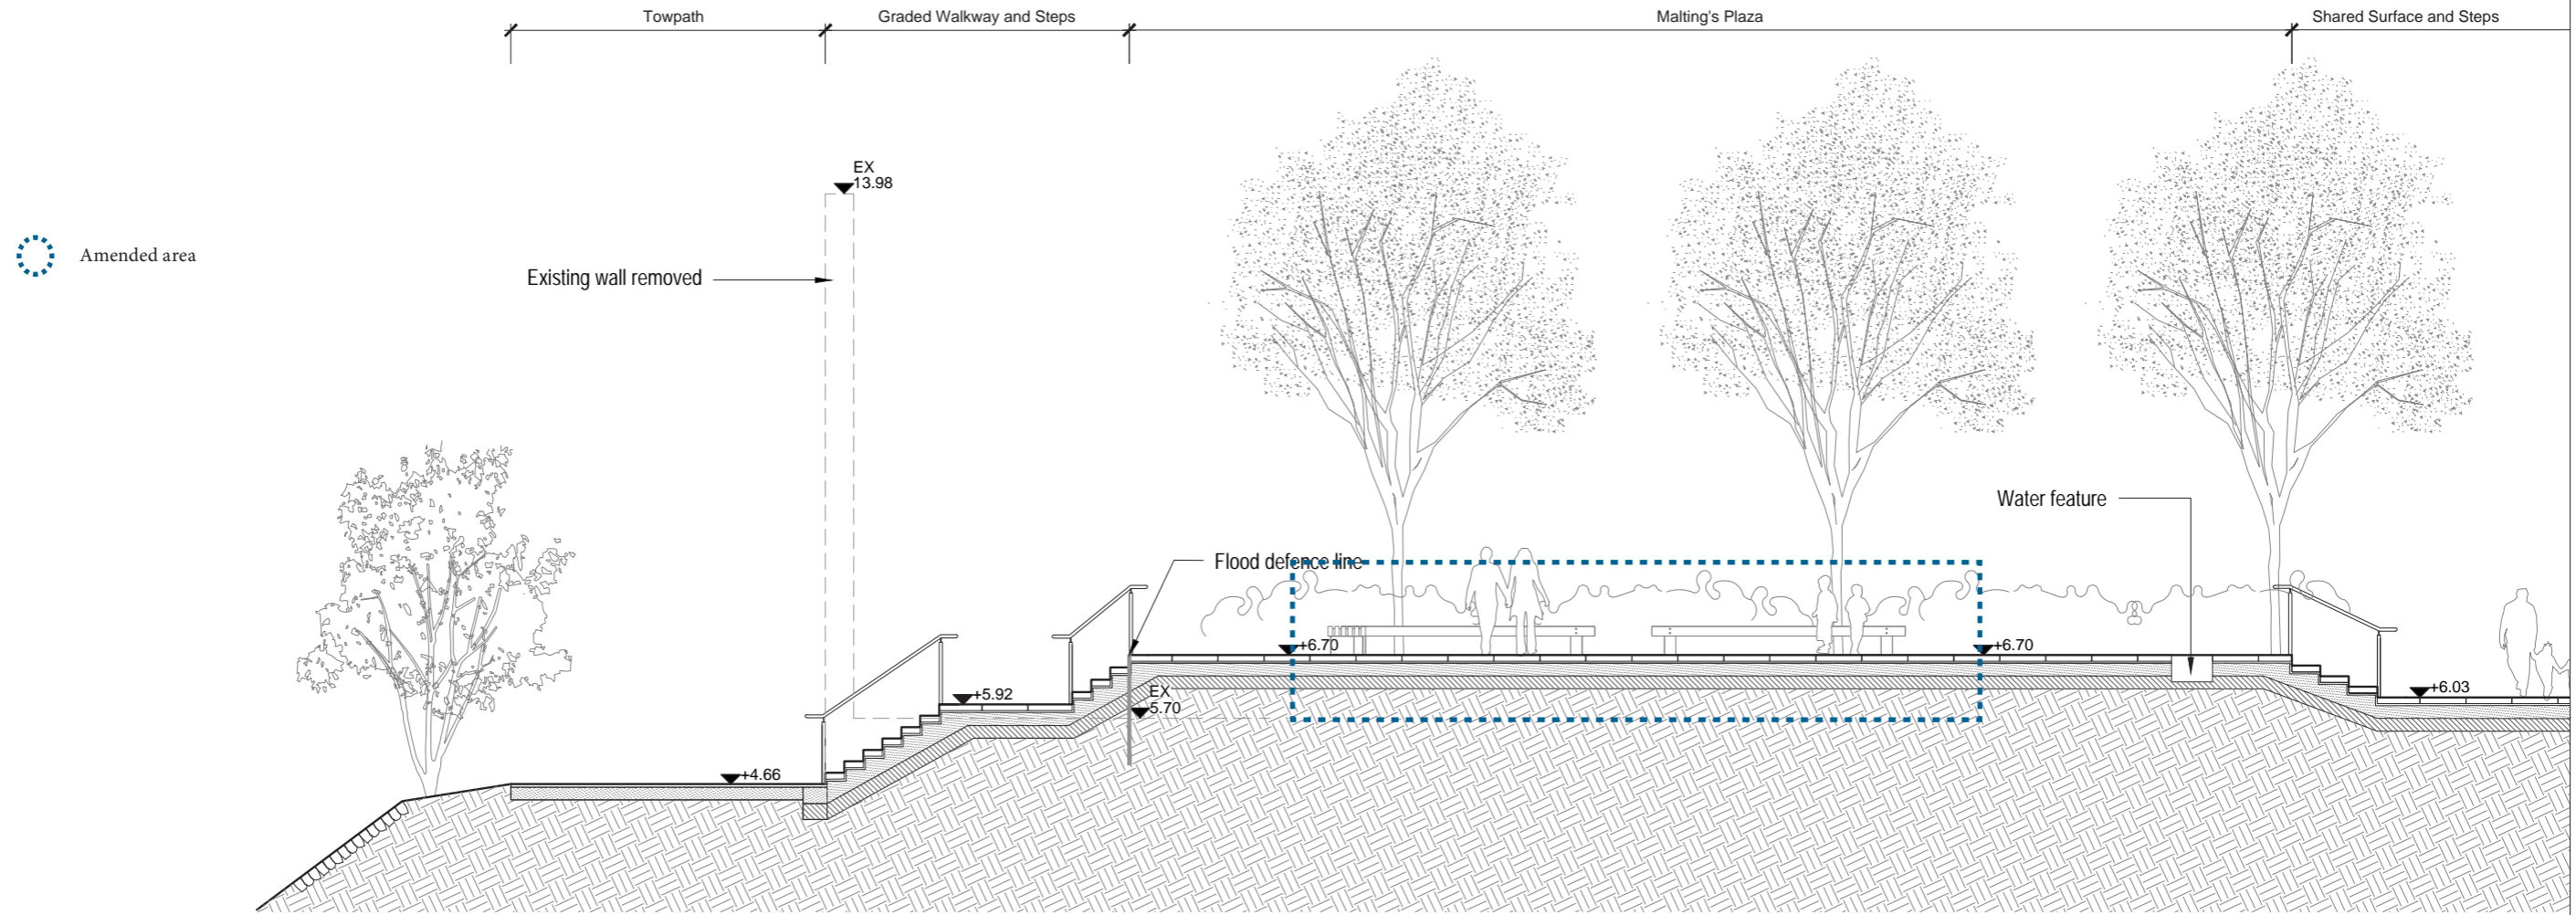 Towpath
Graded Walkway and Steps
Malting's Plaza
Shared Surface and Steps
EX
13.98
Amended area
Existing wall removed
Water feature
Flood defence line
+6.70
+6.70
+5.92
EX
5.70
+6.03
+4.66